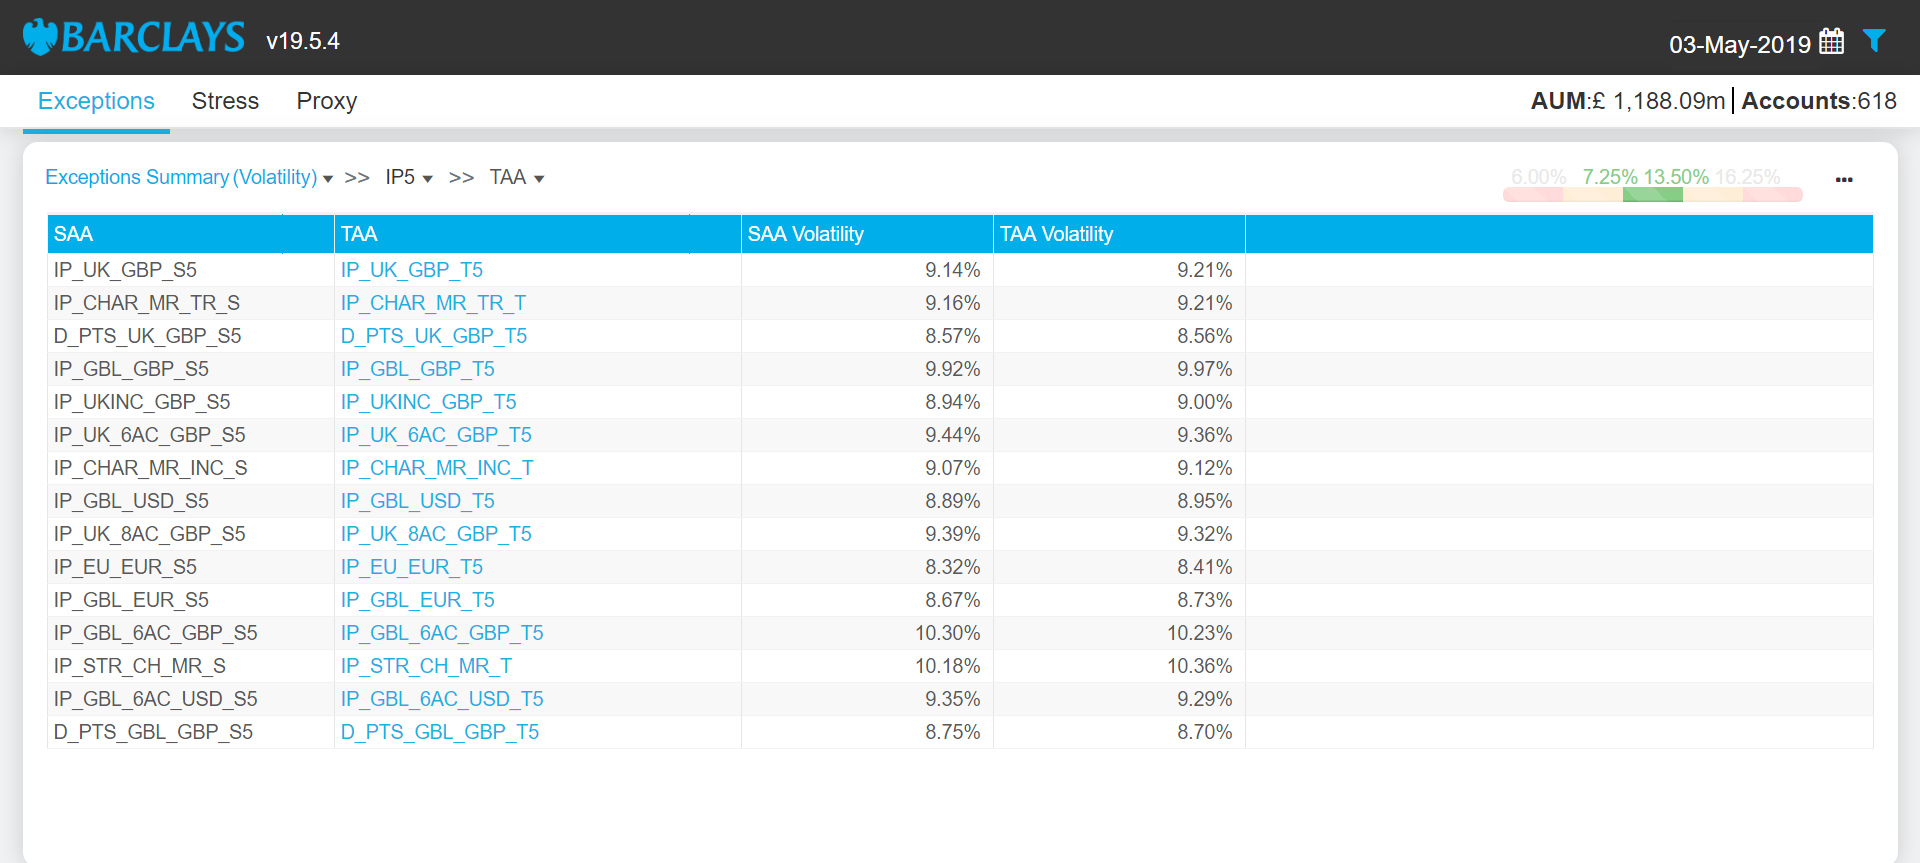 BARCLAYS v19.5.4 03-May-2019
Exceptions Stress Proxy AUM:£ 1,188.09m | Accounts:618
Exceptions Summary (Volatility) >> IP5 >> TAA 6.00% 7.25% 13.50% 16.25% ...
SAA TAA SAA Volatility TAA Volatility
IP_UK_GBP_S5 IP_UK_GBP_T5 9.14% 9.21%
IP_CHAR_MR_TR_S IP_CHAR_MR_TR_T 9.16% 9.21%
D_PTS_UK_GBP_S5 D_PTS_UK_GBP_T5 8.57% 8.56%
IP_GBL_GBP_S5 IP_GBL_GBP_T5 9.92% 9.97%
IP_UKINC_GBP_S5 IP_UKINC_GBP_T5 8.94% 9.00%
IP_UK_6AC_GBP_S5 IP_UK_6AC_GBP_T5 9.44% 9.36%
IP_CHAR_MR_INC_S IP_CHAR_MR_INC_T 9.07% 9.12%
IP_GBL_USD_S5 IP_GBL_USD_T5 8.89% 8.95%
IP_UK_8AC_GBP_S5 IP_UK_8AC_GBP_T5 9.39% 9.32%
IP_EU_EUR_S5 IP_EU_EUR_T5 8.32% 8.41%
IP_GBL_EUR_S5 IP_GBL_EUR_T5 8.67% 8.73%
IP_GBL_6AC_GBP_S5 IP_GBL_6AC_GBP_T5 10.30% 10.23%
IP_STR_CH_MR_S IP_STR_CH_MR_T 10.18% 10.36%
IP_GBL_6AC_USD_S5 IP_GBL_6AC_USD_T5 9.35% 9.29%
D_PTS_GBL_GBP_S5 D_PTS_GBL_GBP_T5 8.75% 8.70%